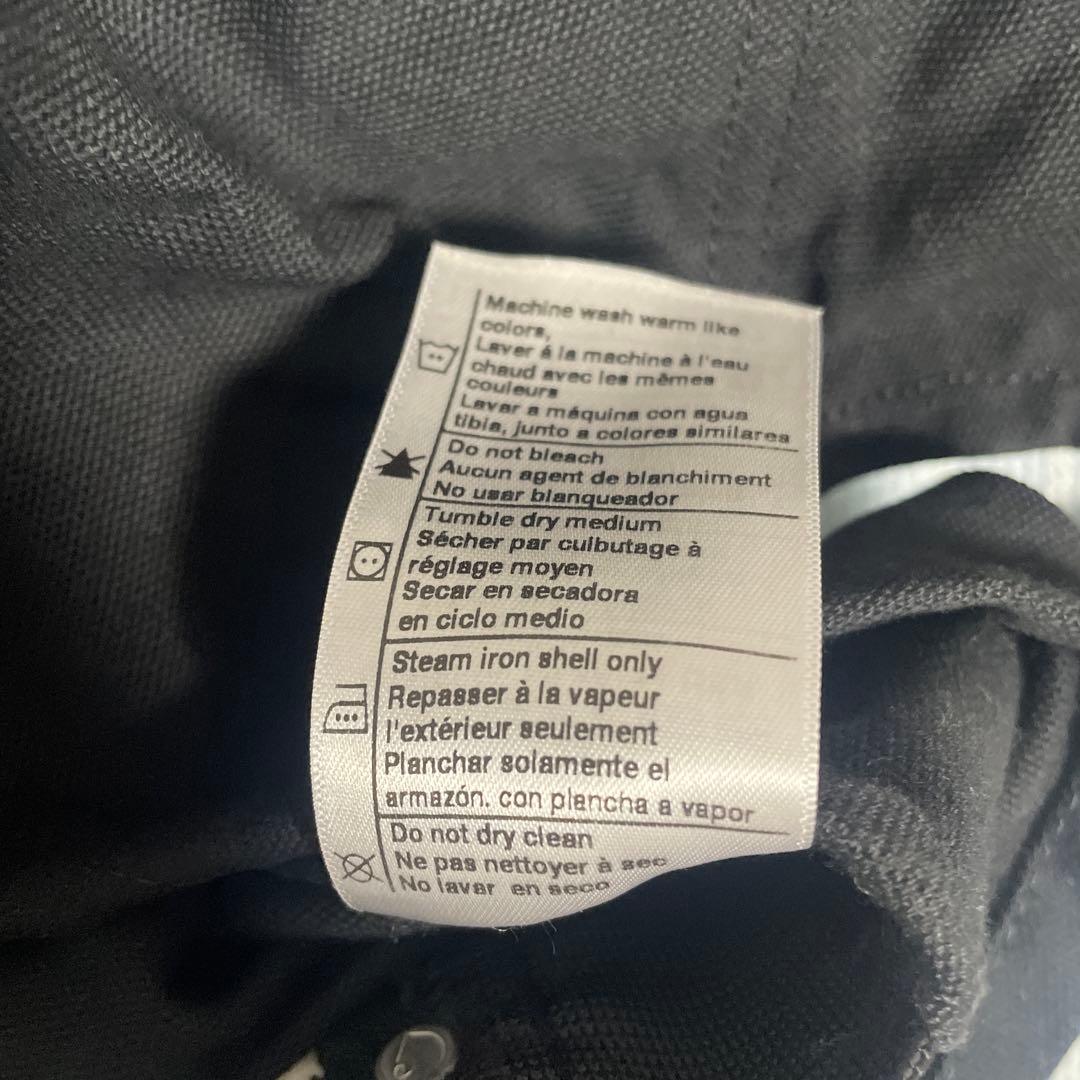 Machine wash warm like
colors,
Laver á la machine à l'eau
chaud avec les mêmes
couleurs
Lavar a máquina con agua
tibia, junto a colores similares
Do not bleach
Aucun agent de blanchiment
No usar blanqueador
Tumble dry medium
Sécher par culbutage à
réglage moyen
Secar en secadora
en ciclo medio
Steam iron shell only
Repasser à la vapeur
l'extérieur seulement
Planchar solamente el
armazón. con plancha a vapor
Do not dry clean
Ne pas nettoyer à sec
No lavar en seco